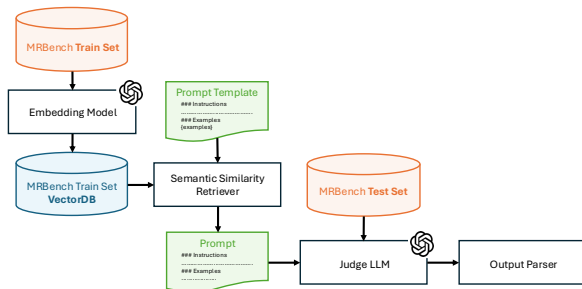 MRBench Train Set
Embedding Model
MRBench Train Set
VectorDB
Prompt Template
### Instructions
### Examples
{examples}
Semantic Similarity
Retriever
Prompt
### Instructions
### Examples
MRBench Test Set
Judge LLM
Output Parser